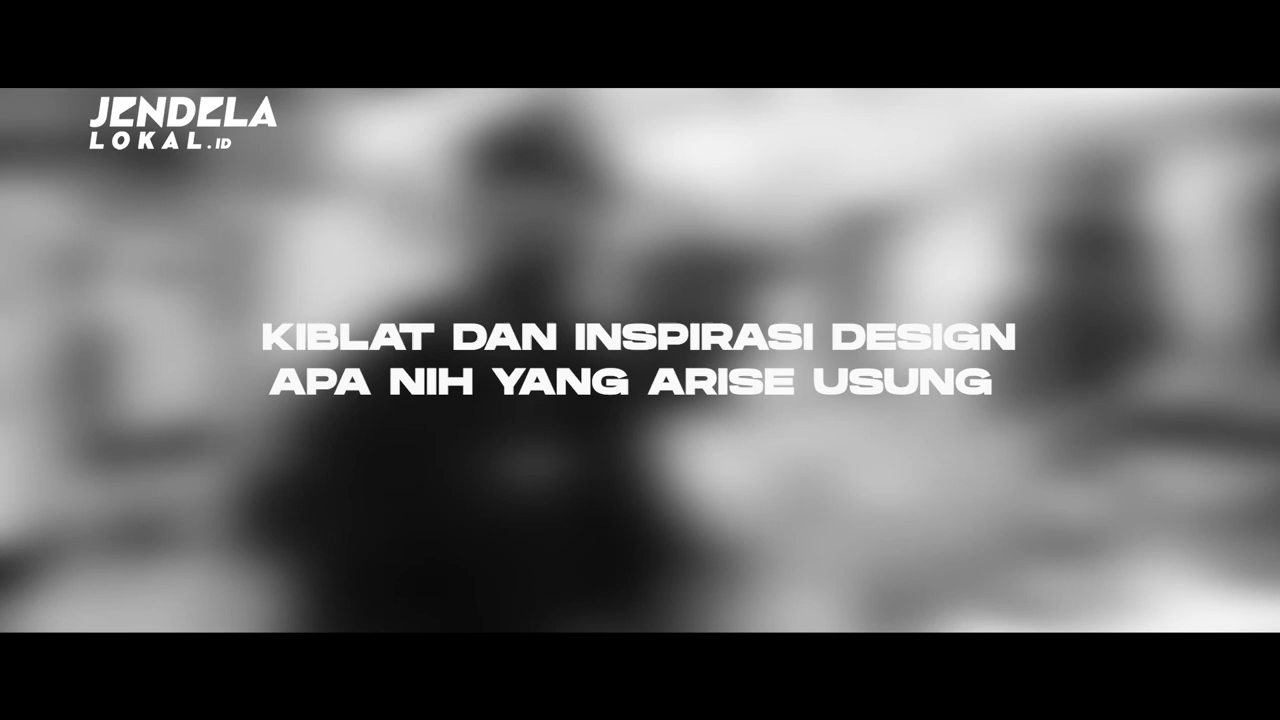 JENDELA
LOKAL.ID
KIBLAT DAN INSPIRASI DESIGN
APA NIH YANG ARISE USUNG